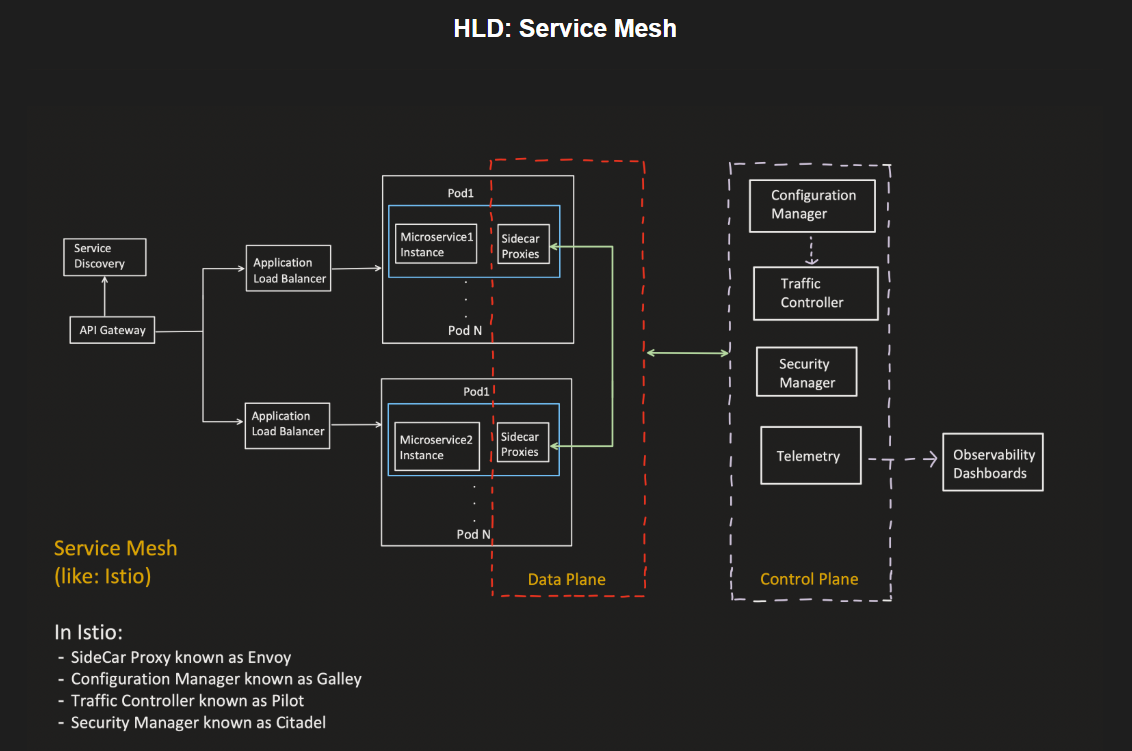 HLD: Service Mesh
Service
Discovery
API Gateway
Application
Load Balancer
Application
Load Balancer
Pod1
Microservice1
Instance
Sidecar
Proxies
Pod N
Pod1
Microservice2
Instance
Sidecar
Proxies
Pod N
Data Plane
Configuration
Manager
Traffic
Controller
Security
Manager
Telemetry
Control Plane
Observability
Dashboards
Service Mesh
(like: Istio)
In Istio:
- SideCar Proxy known as Envoy
- Configuration Manager known as Galley
- Traffic Controller known as Pilot
- Security Manager known as Citadel